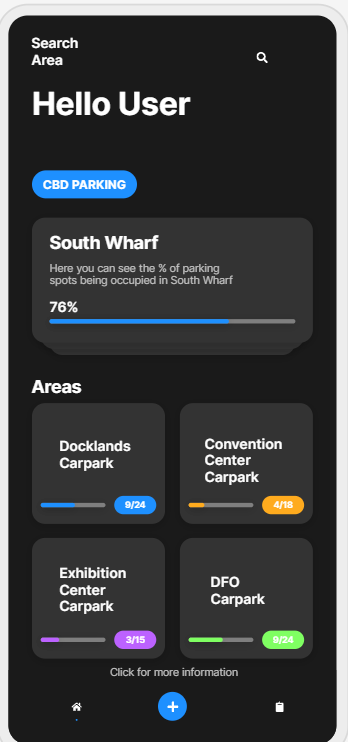 Search
Area
Hello User
CBD PARKING
South Wharf
Here you can see the % of parking
spots being occupied in South Wharf
76%
Areas
Docklands
Carpark
9/24
Convention
Center
Carpark
4/18
Exhibition
Center
Carpark
3/15
DFO
Carpark
9/24
Click for more information